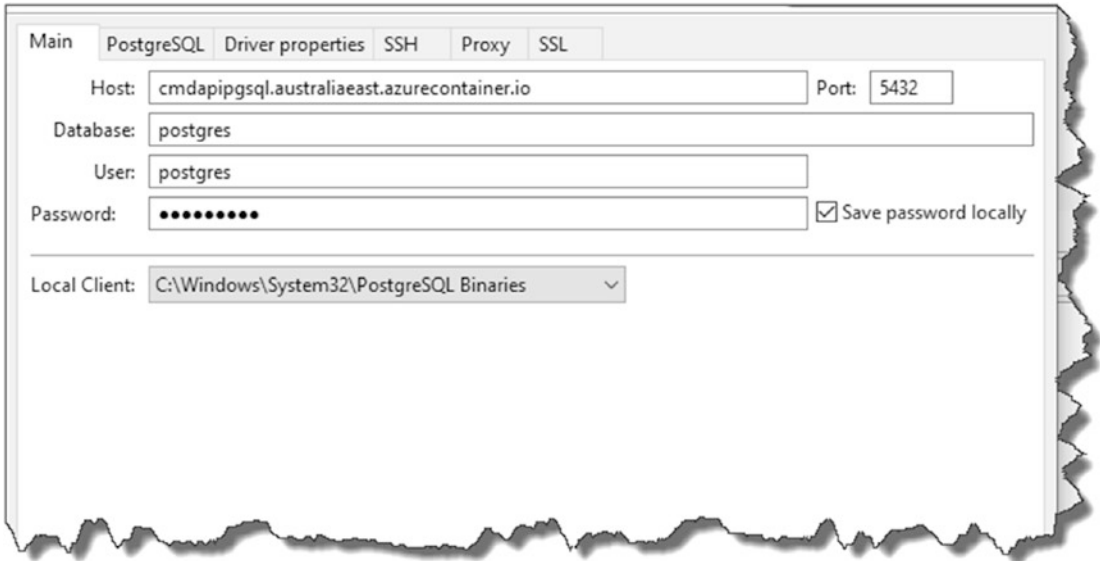 Main PostgreSQL Driver properties SSH Proxy SSL
Host: cmdapipgsql.australiaeast.azurecontainer.io Port: 5432
Database: postgres
User: postgres
Password: ●●●●●●●●● Save password locally
Local Client: C:\Windows\System32\PostgreSQL Binaries